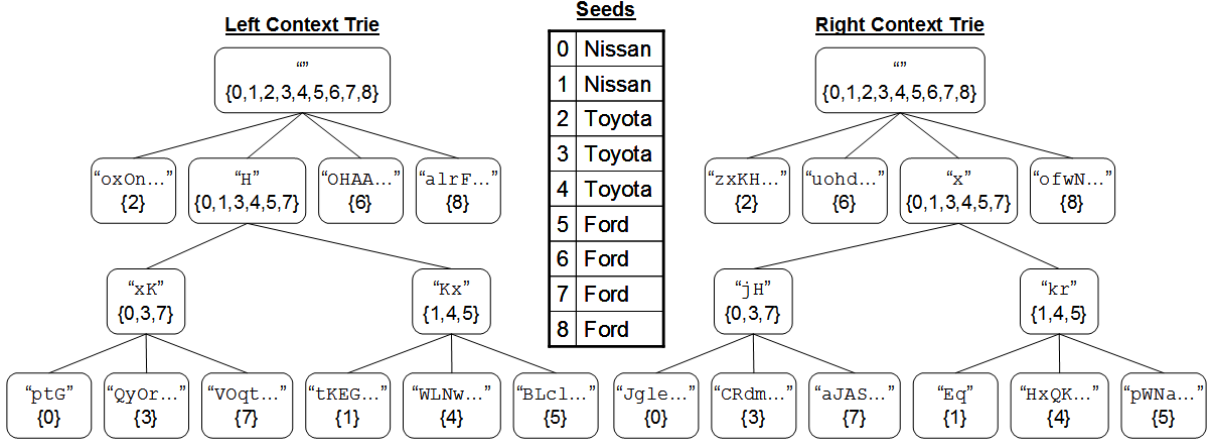 Left Context Trie
Seeds
Right Context Trie
“”
{0,1,2,3,4,5,6,7,8}
0 Nissan
1 Nissan
2 Toyota
3 Toyota
4 Toyota
5 Ford
6 Ford
7 Ford
8 Ford
“”
{0,1,2,3,4,5,6,7,8}
“oxOn…”
{2}
“H”
{0,1,3,4,5,7}
“OHAA…”
{6}
“alrF…”
{8}
“zxKH…”
{2}
“uohd…”
{6}
“x”
{0,1,3,4,5,7}
“ofwN…”
{8}
“xK”
{0,3,7}
“Kx”
{1,4,5}
“jH”
{0,3,7}
“kr”
{1,4,5}
“ptG”
{0}
“QyOr…”
{3}
“VOqt…”
{7}
“tKEG…”
{1}
“WLNw…”
{4}
“BLcl…”
{5}
“Jgle…”
{0}
“CRdm…”
{3}
“aJAS…”
{7}
“Eq”
{1}
“HxQK…”
{4}
“pWNa…”
{5}